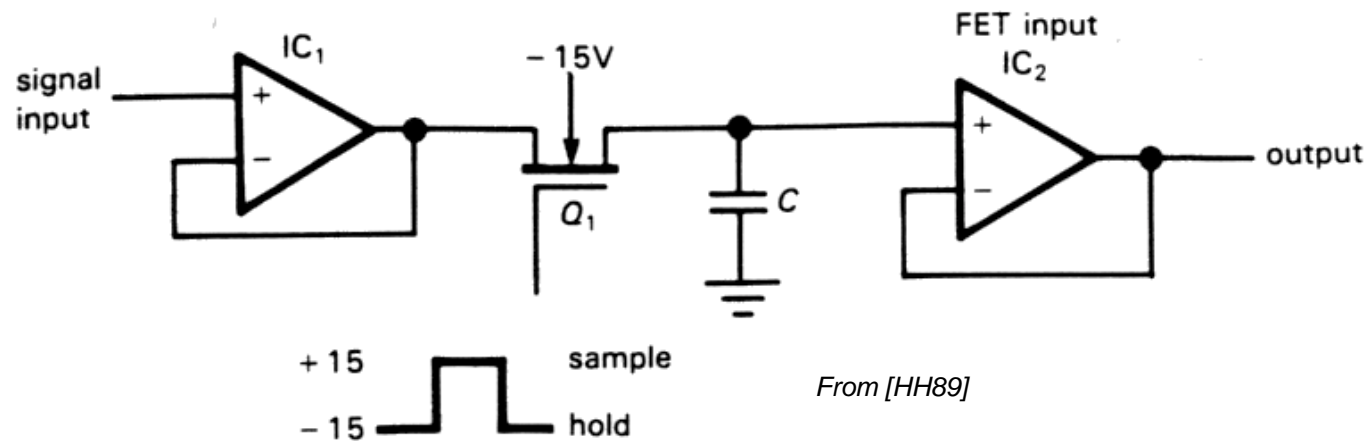 signal
input
+
−
IC₁
− 15V
Q₁
C
FET input
IC₂
+
−
output
+ 15
sample
− 15
hold
From [HH89]